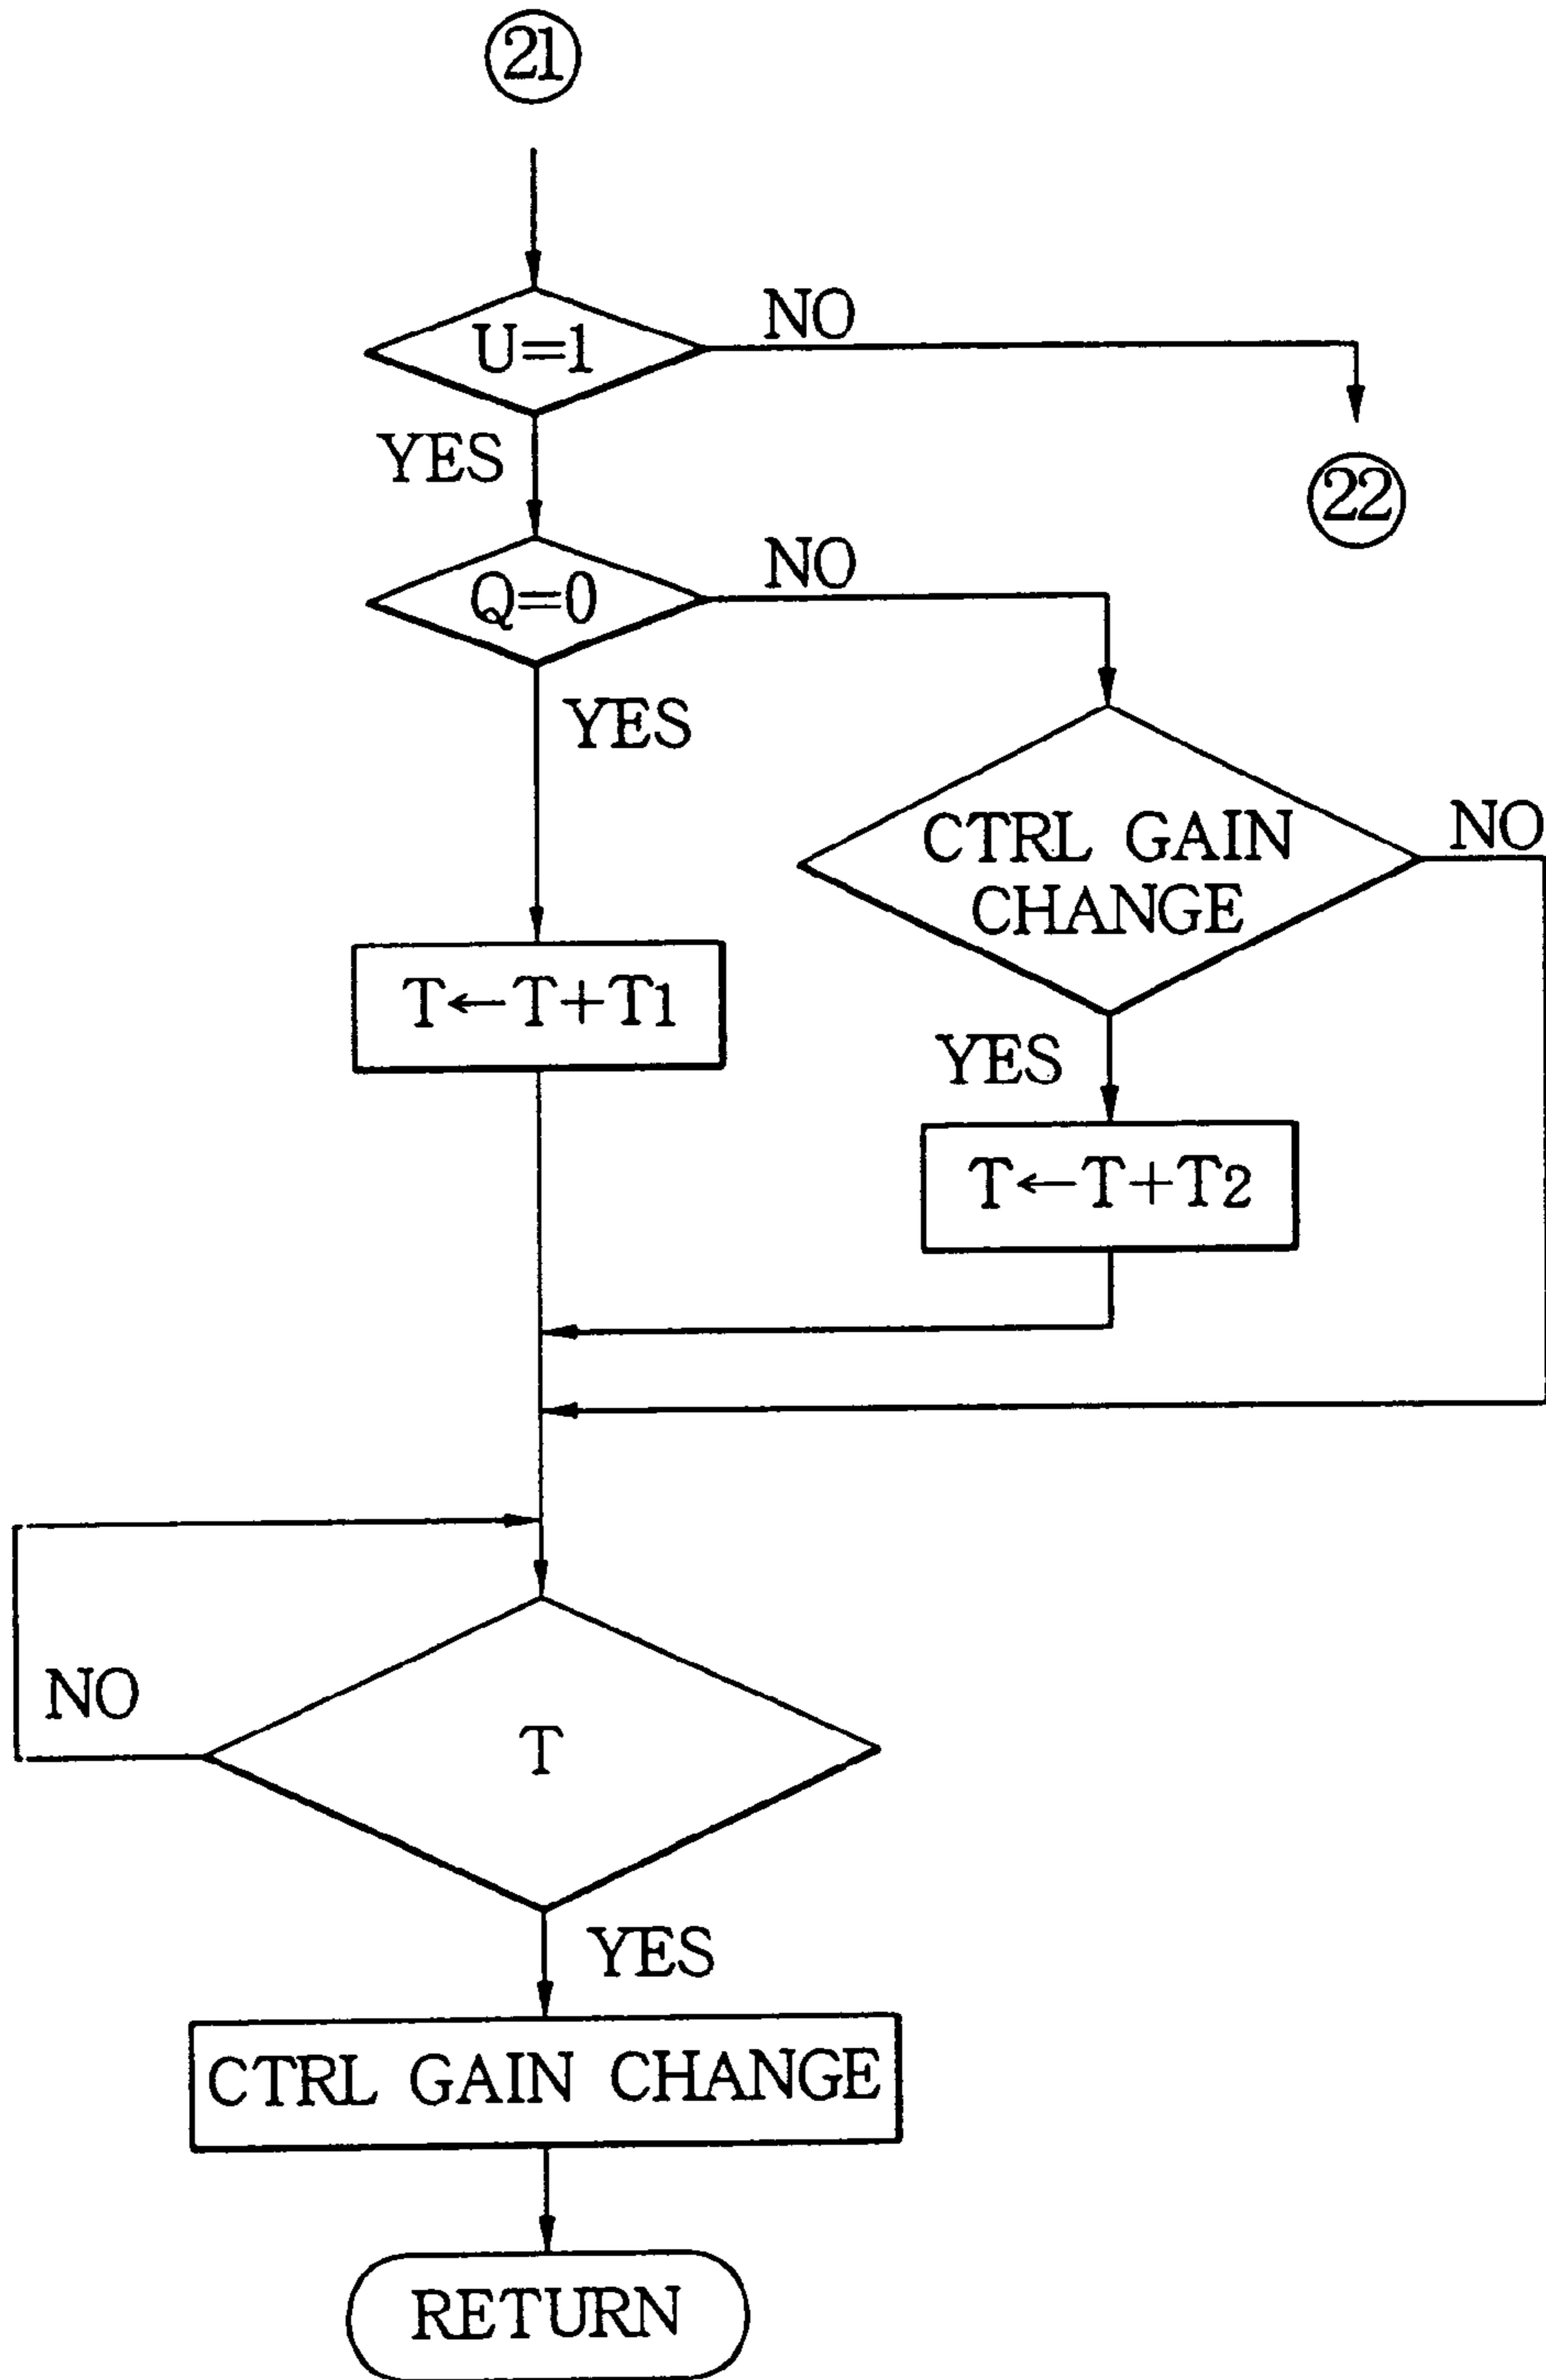 21
U=1
NO
YES
22
Q=0
NO
YES
CTRL GAIN
CHANGE
NO
T←T+T1
YES
T←T+T2
NO
T
YES
CTRL GAIN CHANGE
RETURN